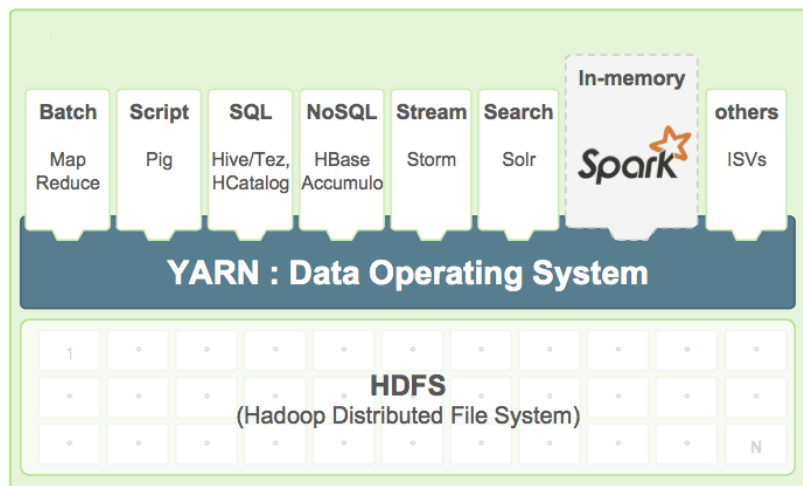 Batch
Map
Reduce
Script
Pig
SQL
Hive/Tez,
HCatalog
NoSQL
HBase
Accumulo
Stream
Storm
Search
Solr
In-memory
Spark
others
ISVs
YARN : Data Operating System
1
HDFS
(Hadoop Distributed File System)
N